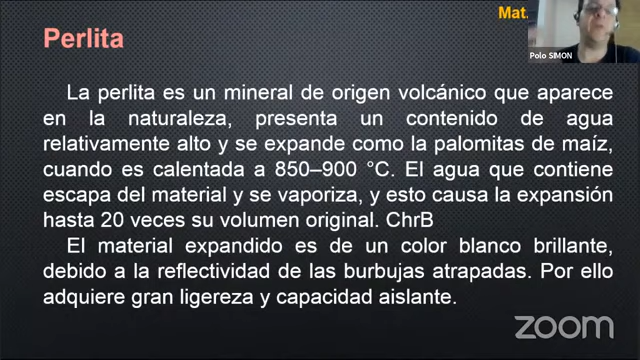 Mat.
Perlita
Polo SIMON
La perlita es un mineral de origen volcánico que aparece
en la naturaleza, presenta un contenido de agua
relativamente alto y se expande como la palomitas de maíz,
cuando es calentada a 850–900 °C. El agua que contiene
escapa del material y se vaporiza, y esto causa la expansión
hasta 20 veces su volumen original. ChrB
El material expandido es de un color blanco brillante,
debido a la reflectividad de las burbujas atrapadas. Por ello
adquiere gran ligereza y capacidad aislante.
zoom